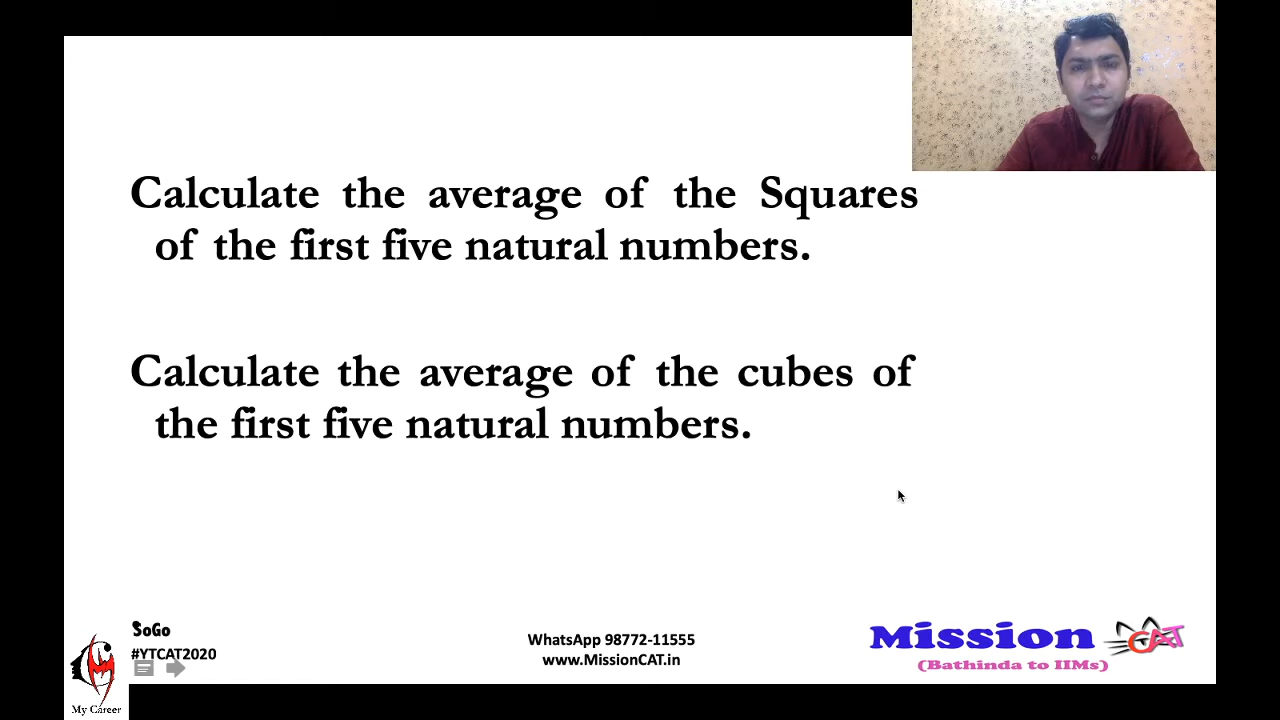 Calculate the average of the Squares
of the first five natural numbers.
Calculate the average of the cubes of
the first five natural numbers.
SoGo
#YTCAT2020
WhatsApp 98772-11555
www.MissionCAT.in
Mission CAT
(Bathinda to IIMs)
My Career